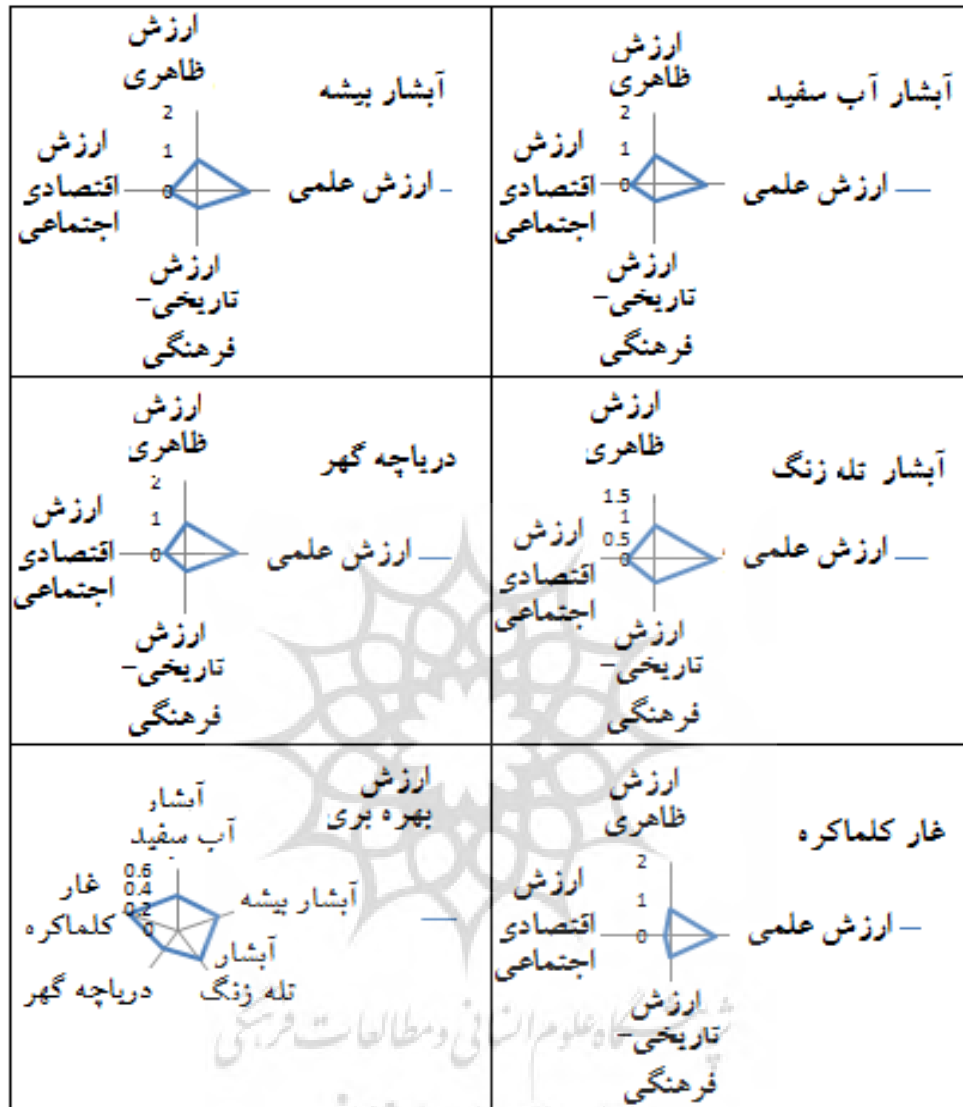 ارزش
ظاهری
آبشار آب سفید
2
1
0
ارزش علمی
ارزش
اقتصادی
اجتماعی
ارزش
تاریخی-
فرهنگی
ارزش
ظاهری
آبشار بیشه
2
1
0
ارزش علمی
ارزش
اقتصادی
اجتماعی
ارزش
تاریخی-
فرهنگی
ارزش
ظاهری
آبشار تله زنگ
1.5
1
0.5
0
ارزش علمی
ارزش
اقتصادی
اجتماعی
ارزش
تاریخی-
فرهنگی
ارزش
ظاهری
دریاچه گهر
2
1
0
ارزش علمی
ارزش
اقتصادی
اجتماعی
ارزش
تاریخی-
فرهنگی
ارزش
ظاهری
غار کلماکره
2
1
0
ارزش علمی
ارزش
اقتصادی
اجتماعی
ارزش
تاریخی-
فرهنگی
ارزش
بهره بری
آبشار
آب سفید
0.6
0.4
0.2
0
آبشار بیشه
آبشار
تله زنگ
دریاچه گهر
غار
کلماکره
پژوهشگاه علوم انسانی و مطالعات فرهنگی